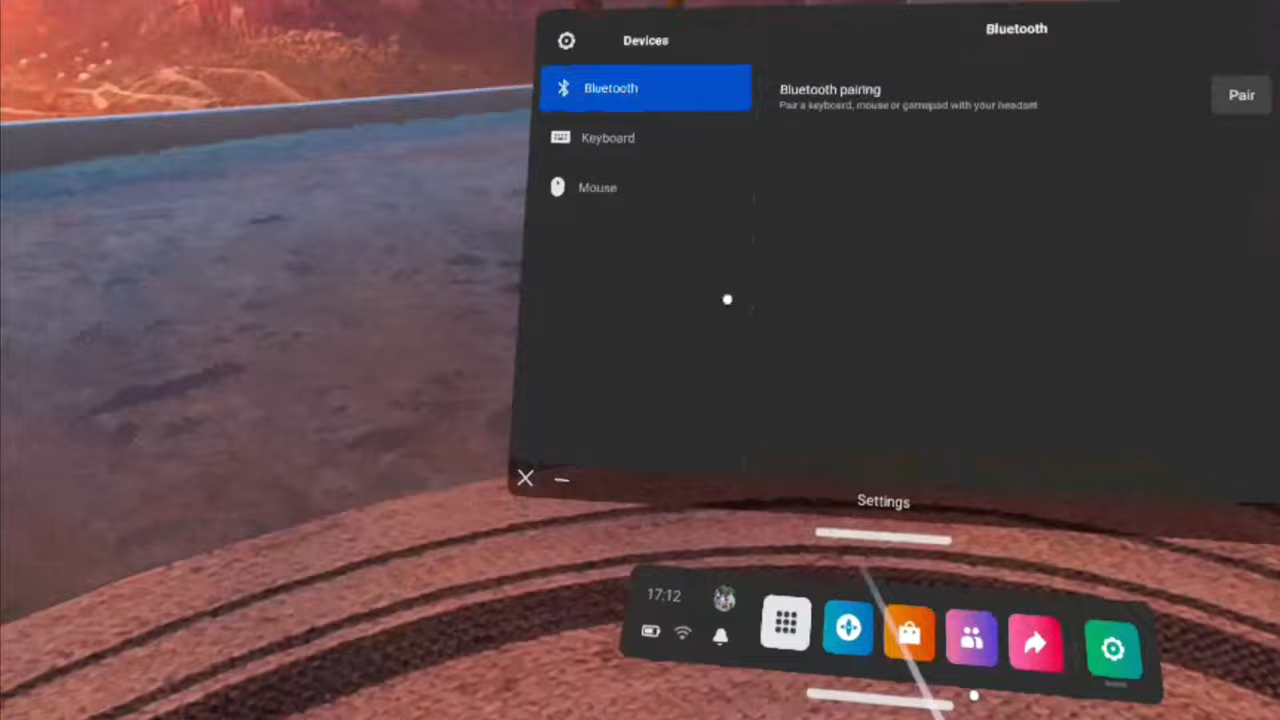 Devices
Bluetooth
Keyboard
Mouse
Bluetooth
Bluetooth pairing
Pair a keyboard, mouse or gamepad with your headset
Pair
Settings
17:12